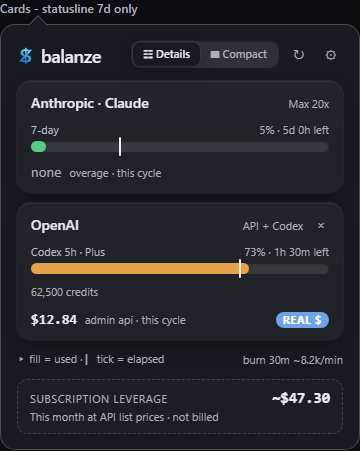 Cards - statusline 7d only
$ balanze
Details
Compact
Anthropic · Claude
Max 20x
7-day
5% · 5d 0h left
none overage · this cycle
OpenAI
API + Codex ×
Codex 5h · Plus
73% · 1h 30m left
62,500 credits
$12.84 admin api · this cycle
REAL $
▸ fill = used · ▎ tick = elapsed
burn 30m ~8.2k/min
SUBSCRIPTION LEVERAGE
~$47.30
This month at API list prices · not billed